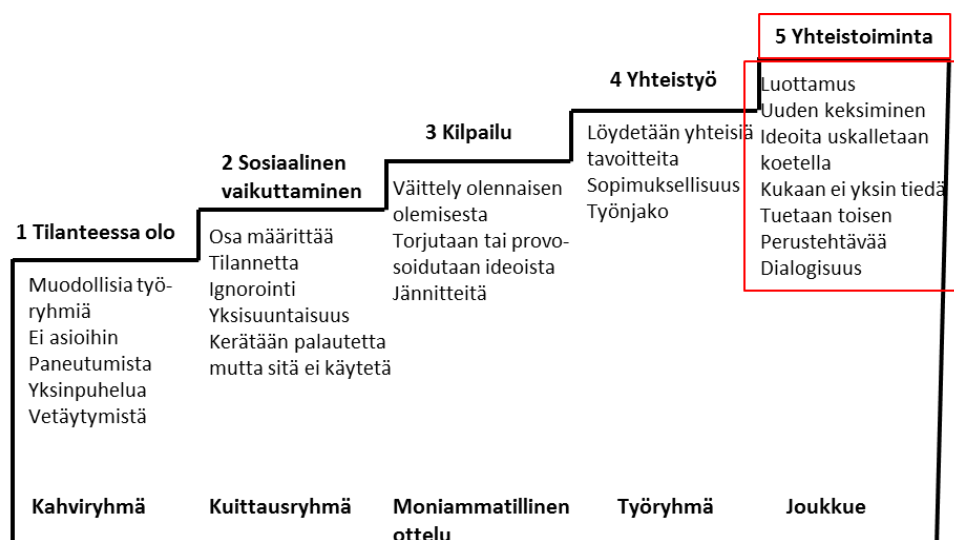 1 Tilanteessa olo
Muodollisia työ-
ryhmiä
Ei asioihin
Paneutumista
Yksinpuhelua
Vetäytymistä
Kahviryhmä
2 Sosiaalinen
vaikuttaminen
Osa määrittää
Tilannetta
Ignorointi
Yksisuuntaisuus
Kerätään palautetta
mutta sitä ei käytetä
Kuittausryhmä
3 Kilpailu
Väittely olennaisen
olemisesta
Torjutaan tai provo-
soidutaan ideoista
Jännitteitä
Moniammatillinen
ottelu
4 Yhteistyö
Löydetään yhteisiä
tavoitteita
Sopimuksellisuus
Työnjako
Työryhmä
5 Yhteistoiminta
Luottamus
Uuden keksiminen
Ideoita uskalletaan
koetella
Kukaan ei yksin tiedä
Tuetaan toisen
Perustehtävää
Dialogisuus
Joukkue